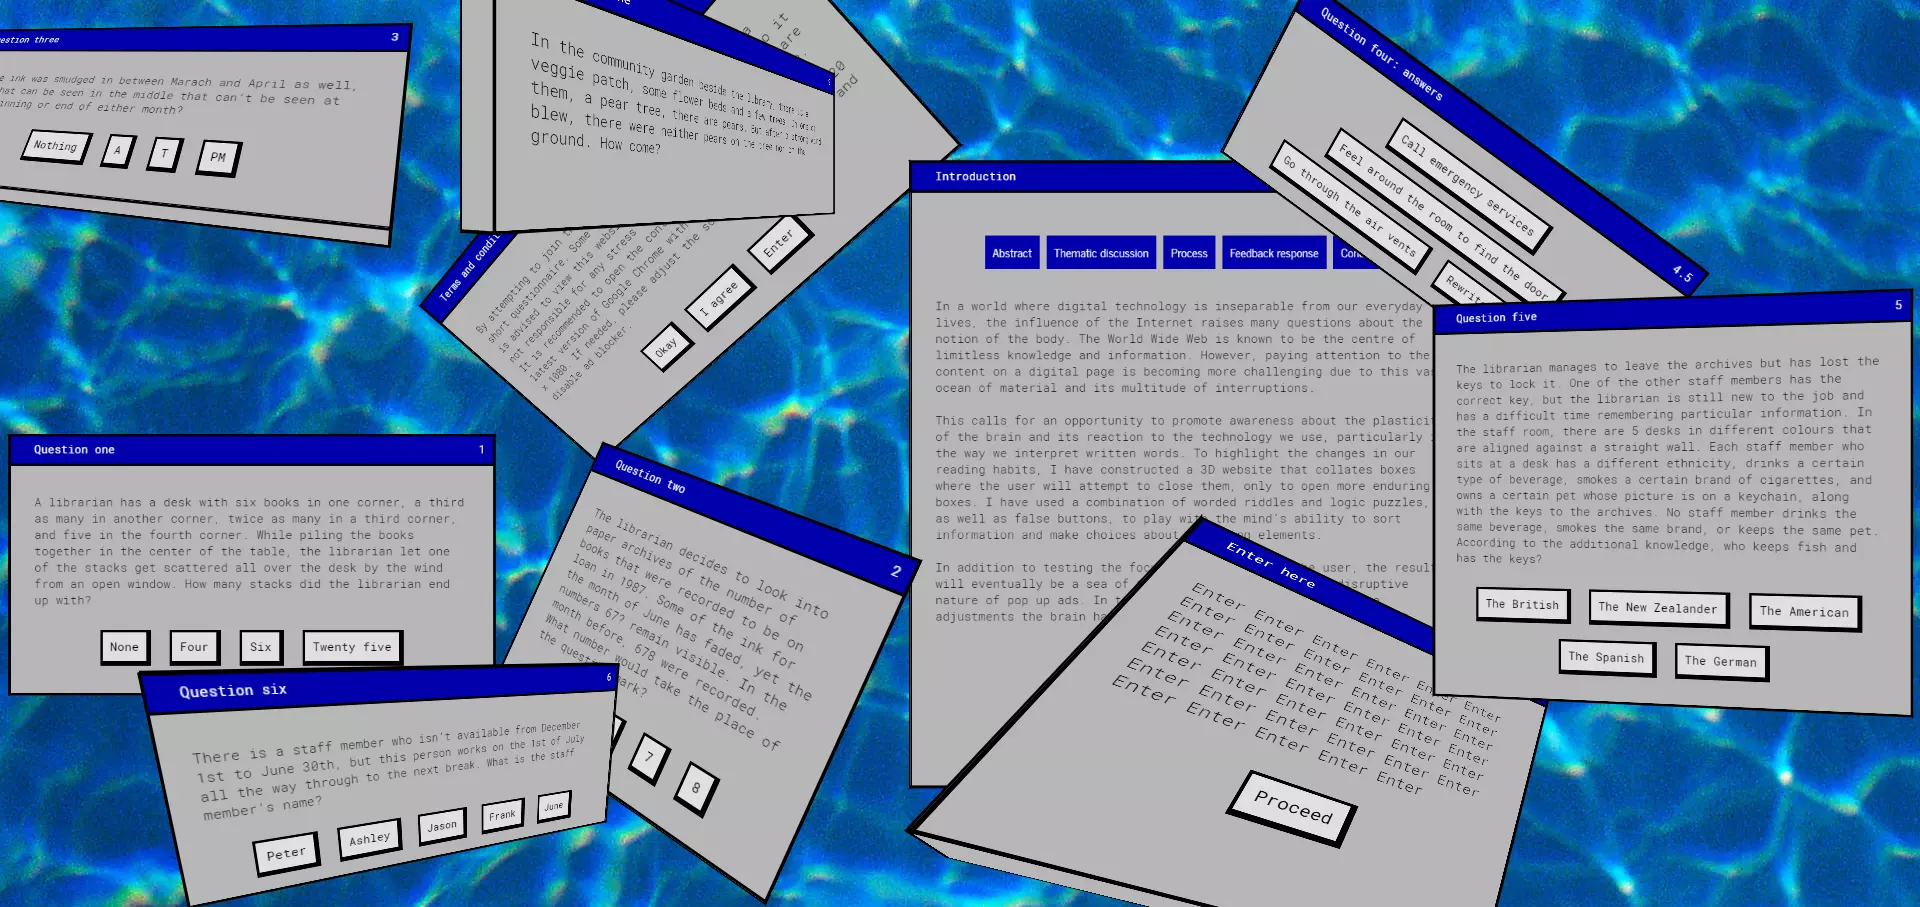 estion three
3
ink was smudged in between Marach and April as well,
hat can be seen in the middle that can't be seen at
inning or end of either month?
Nothing
A
T
PM
In the community garden beside the library, there is a
veggie patch, some flower beds and a few trees. On one of
them, a pear tree, there are pears. But after a strong wind
blew, there were neither pears on the tree nor on the
ground. How come?
Terms and condit
By attempting to join
short questionnaire. Some
is advised to view this webs
not responsible for any stress
It is recommended to open the con
latest version of Google Chrome with
x 1080. If needed, please adjust the
disable ad blocker.
o it
are
20
and
Okay
I agree
Enter
Question four: answers
4.5
Call emergency services
Feel around the room to find the door
Go through the air vents
Rewrit
Introduction
Abstract
Thematic discussion
Process
Feedback response
Con
In a world where digital technology is inseparable from our everyday
lives, the influence of the Internet raises many questions about the
notion of the body. The World Wide Web is known to be the centre of
limitless knowledge and information. However, paying attention to the
content on a digital page is becoming more challenging due to this vas
ocean of material and its multitude of interruptions.
This calls for an opportunity to promote awareness about the plasticit
of the brain and its reaction to the technology we use, particularly
the way we interpret written words. To highlight the changes in our
reading habits, I have constructed a 3D website that collates boxes
where the user will attempt to close them, only to open more enduring
boxes. I have used a combination of worded riddles and logic puzzles,
as well as false buttons, to play with the mind's ability to sort
information and make choices about on elements.
In addition to testing the foc e user, the resul
will eventually be a sea of disruptive
nature of pop up ads. In t
adjustments the brain ha
Question five
5
The librarian manages to leave the archives but has lost the
keys to lock it. One of the other staff members has the
correct key, but the librarian is still new to the job and
has a difficult time remembering particular information. In
the staff room, there are 5 desks in different colours that
are aligned against a straight wall. Each staff member who
sits at a desk has a different ethnicity, drinks a certain
type of beverage, smokes a certain brand of cigarettes, and
owns a certain pet whose picture is on a keychain, along
with the keys to the archives. No staff member drinks the
same beverage, smokes the same brand, or keeps the same pet.
According to the additional knowledge, who keeps fish and
has the keys?
The British
The New Zealander
The American
The Spanish
The German
Question one
1
A librarian has a desk with six books in one corner, a third
as many in another corner, twice as many in a third corner,
and five in the fourth corner. While piling the books
together in the center of the table, the librarian let one
of the stacks get scattered all over the desk by the wind
from an open window. How many stacks did the librarian end
up with?
None
Four
Six
Twenty five
Question two
2
The librarian decides to look into
paper archives of the number of
books that were recorded to be on
loan in 1987. Some of the ink for
the month of June has faded, yet the
numbers 67? remain visible. In the
month before, 678 were recorded.
What number would take the place of
the question mark?
7
8
Question six
6
There is a staff member who isn't available from December
1st to June 30th, but this person works on the 1st of July
all the way through to the next break. What is the staff
member's name?
Peter
Ashley
Jason
Frank
June
Enter here
Enter Enter Enter Enter Enter Enter
Enter Enter Enter Enter Enter Enter
Enter Enter Enter Enter Enter Enter
Enter Enter Enter Enter Enter Enter
Enter Enter Enter Enter Enter Enter
Enter Enter Enter Enter Enter Enter
Enter Enter Enter Enter Enter Enter
Proceed